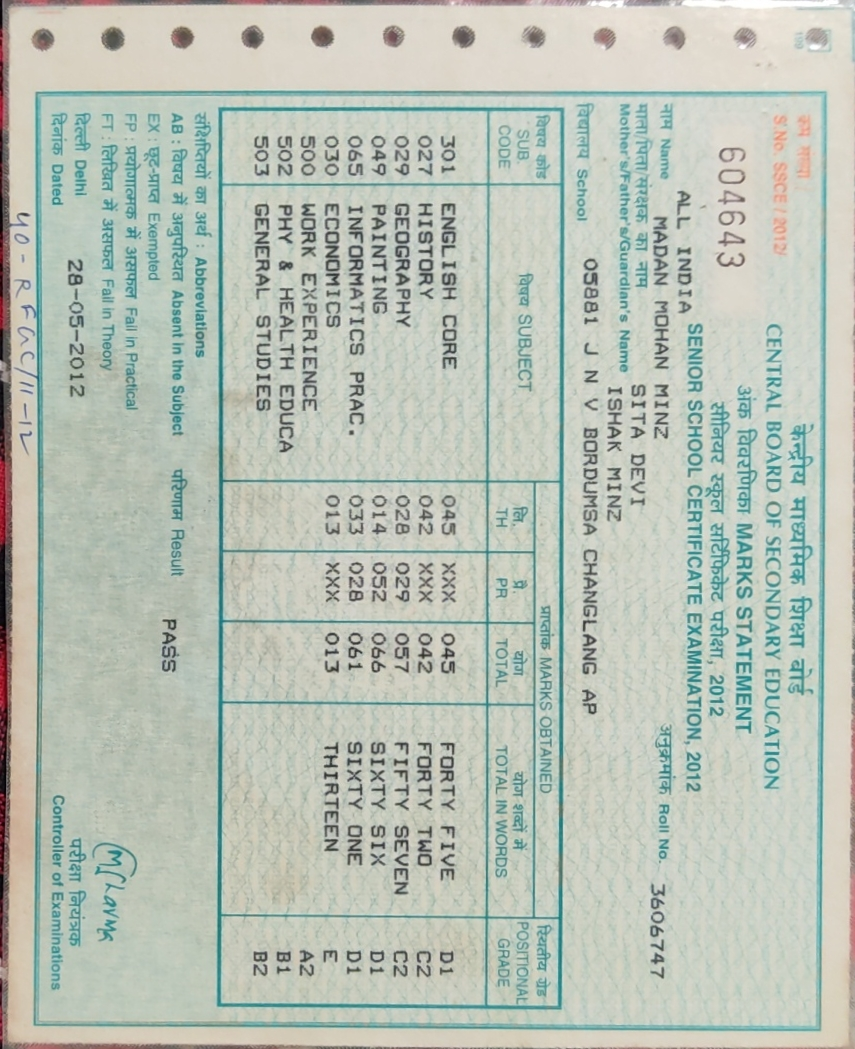 क्रम संख्या /
S.No. SSCE / 2012/
604643
केन्द्रीय माध्यमिक शिक्षा बोर्ड
CENTRAL BOARD OF SECONDARY EDUCATION
अंक विवरणिका MARKS STATEMENT
सीनियर स्कूल सर्टिफिकेट परीक्षा, 2012
ALL INDIA SENIOR SCHOOL CERTIFICATE EXAMINATION, 2012
नाम Name MADAN MOHAN MINZ अनुक्रमांक Roll No. 3606747
माता/पिता/संरक्षक का नाम SITA DEVI
Mother's/Father's/Guardian's Name ISHAK MINZ
विद्यालय School 05881 J N V BORDUMSA CHANGLANG AP
विषय कोड SUB. CODE विषय SUBJECT प्राप्तांक MARKS OBTAINED स्थितीय ग्रेड POSITIONAL GRADE
लि. TH प्रै. PR योग TOTAL योग शब्दों में TOTAL IN WORDS
301 ENGLISH CORE 045 XXX 045 FORTY FIVE D1
027 HISTORY 042 XXX 042 FORTY TWO C2
029 GEOGRAPHY 028 029 057 FIFTY SEVEN C2
049 PAINTING 014 052 066 SIXTY SIX D1
065 INFORMATICS PRAC. 033 028 061 SIXTY ONE D1
030 ECONOMICS 013 XXX 013 THIRTEEN E
500 WORK EXPERIENCE A2
502 PHY & HEALTH EDUCA B1
503 GENERAL STUDIES B2
संक्षिप्तियों का अर्थ : Abbreviations
AB : विषय में अनुपस्थित Absent in the Subject परिणाम Result PASS
EX : छूट-प्राप्त Exempted
FP : प्रयोगात्मक में असफल Fail in Practical
FT : लिखित में असफल Fail in Theory
दिल्ली Delhi
दिनांक Dated 28-05-2012
परीक्षा नियंत्रक
Controller of Examinations